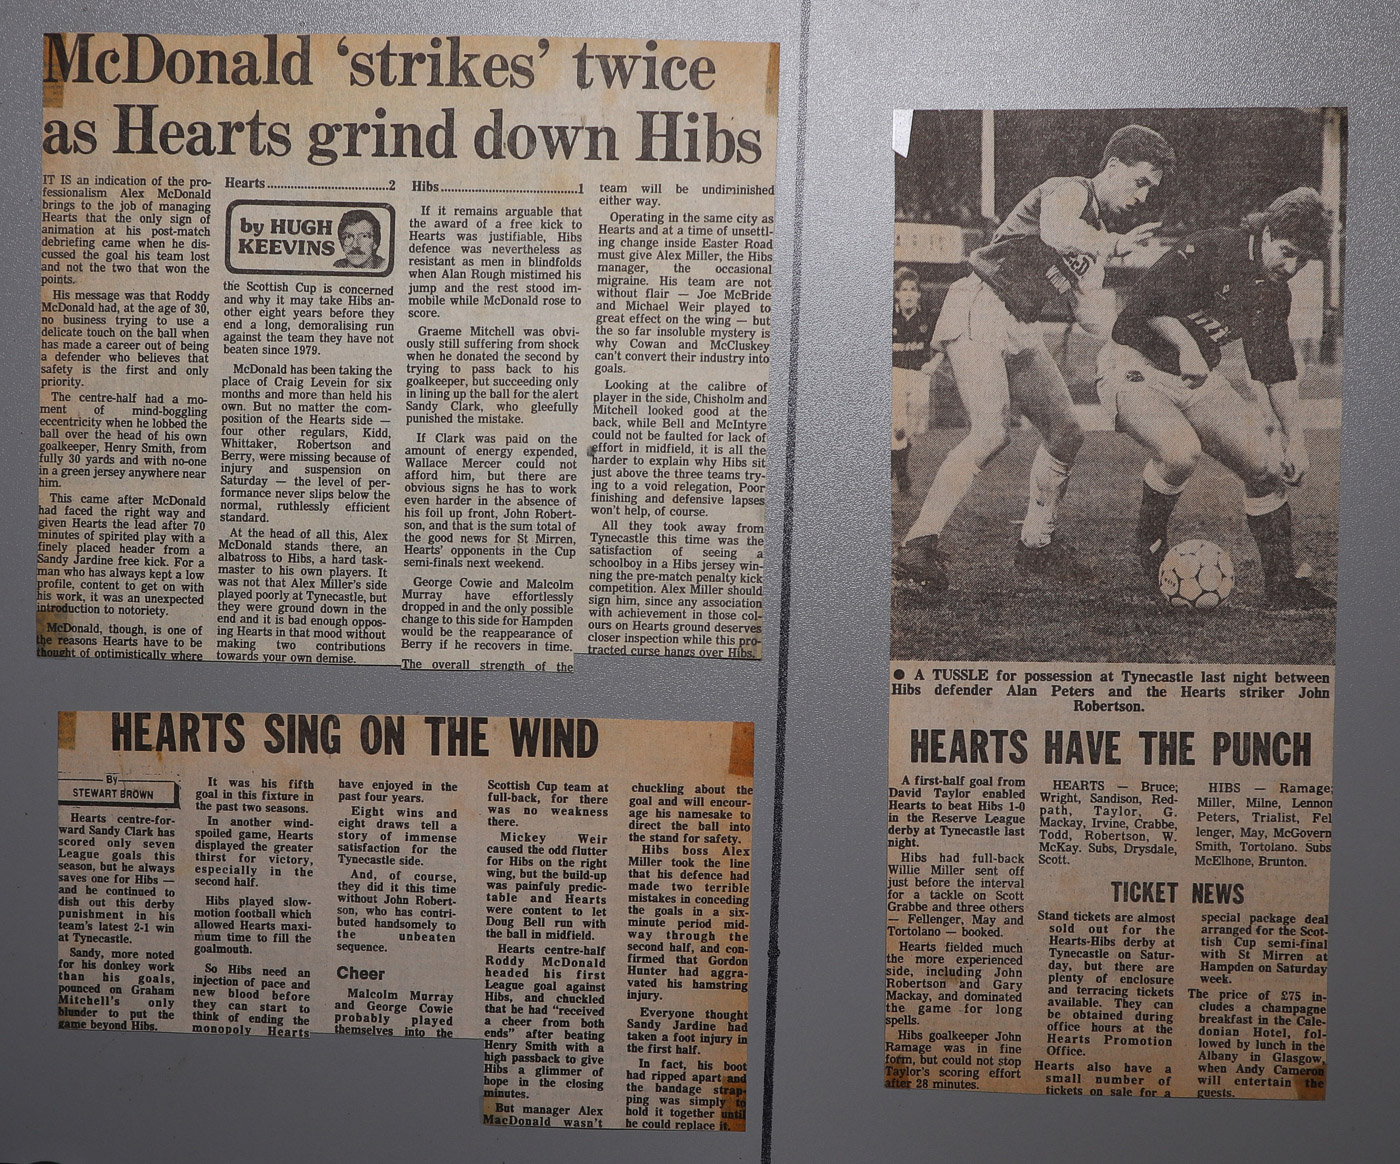 McDonald ‘strikes’ twice
as Hearts grind down Hibs
IT IS an indication of the pro-
fessionalism Alex McDonald
brings to the job of managing
Hearts that the only sign of
animation at his post-match
debriefing came when he dis-
cussed the goal his team lost
and not the two that won the
points.
His message was that Roddy
McDonald had, at the age of 30,
no business trying to use a
delicate touch on the ball when
has made a career out of being
a defender who believes that
safety is the first and only
priority.
The centre-half had a mo-
ment of mind-boggling
eccentricity when he lobbed the
ball over the head of his own
goalkeeper, Henry Smith, from
fully 30 yards and with no-one
in a green jersey anywhere near
him.
This came after McDonald
had faced the right way and
given Hearts the lead after 70
minutes of spirited play with a
finely placed header from a
Sandy Jardine free kick. For a
man who has always kept a low
profile, content to get on with
his work, it was an unexpected
introduction to notoriety.
McDonald, though, is one of
the reasons Hearts have to be
thought of optimistically where
Hearts..............................2
by HUGH
KEEVINS
the Scottish Cup is concerned
and why it may take Hibs an-
other eight years before they
end a long, demoralising run
against the team they have not
beaten since 1979.
McDonald has been taking the
place of Craig Levein for six
months and more than held his
own. But no matter the com-
position of the Hearts side —
four other regulars, Kidd,
Whittaker, Robertson and
Berry, were missing because of
injury and suspension on
Saturday — the level of per-
formance never slips below the
normal, ruthlessly efficient
standard.
At the head of all this, Alex
McDonald stands there, an
albatross to Hibs, a hard task-
master to his own players. It
was not that Alex Miller's side
played poorly at Tynecastle, but
they were ground down in the
end and it is bad enough oppos-
ing Hearts in that mood without
making two contributions
towards your own demise.
Hibs..................................1
If it remains arguable that
the award of a free kick to
Hearts was justifiable, Hibs
defence was nevertheless as
resistant as men in blindfolds
when Alan Rough mistimed his
jump and the rest stood im-
mobile while McDonald rose to
score.
Graeme Mitchell was obvi-
ously still suffering from shock
when he donated the second by
trying to pass back to his
goalkeeper, but succeeding only
in lining up the ball for the alert
Sandy Clark, who gleefully
punished the mistake.
If Clark was paid on the
amount of energy expended,
Wallace Mercer could not
afford him, but there are
obvious signs he has to work
even harder in the absence of
his foil up front, John Robert-
son, and that is the sum total of
the good news for St Mirren,
Hearts' opponents in the Cup
semi-finals next weekend.
George Cowie and Malcolm
Murray have effortlessly
dropped in and the only possible
change to this side for Hampden
would be the reappearance of
Berry if he recovers in time.
The overall strength of the
team will be undiminished
either way.
Operating in the same city as
Hearts and at a time of unsettl-
ing change inside Easter Road
must give Alex Miller, the Hibs
manager, the occasional
migraine. His team are not
without flair — Joe McBride
and Michael Weir played to
great effect on the wing — but
the so far insoluble mystery is
why Cowan and McCluskey
can't convert their industry into
goals.
Looking at the calibre of
player in the side, Chisholm and
Mitchell looked good at the
back, while Bell and McIntyre
could not be faulted for lack of
effort in midfield, it is all the
harder to explain why Hibs sit
just above the three teams try-
ing to a void relegation, Poor
finishing and defensive lapses
won't help, of course.
All they took away from
Tynecastle this time was the
satisfaction of seeing a
schoolboy in a Hibs jersey win-
ning the pre-match penalty kick
competition. Alex Miller should
sign him, since any association
with achievement in those col-
ours on Hearts ground deserves
closer inspection while this pro-
tracted curse hangs over Hibs.
HEARTS SING ON THE WIND
By
STEWART BROWN
Hearts centre-for-
ward Sandy Clark has
scored only seven
League goals this
season, but he always
saves one for Hibs —
and he continued to
dish out this derby
punishment in his
team's latest 2-1 win
at Tynecastle.
Sandy, more noted
for his donkey work
than his goals,
pounced on Graham
Mitchell's only
blunder to put the
game beyond Hibs.
It was his fifth
goal in this fixture in
the past two seasons.
In another wind-
spoiled game, Hearts
displayed the greater
thirst for victory,
especially in the
second half.
Hibs played slow-
motion football which
allowed Hearts maxi-
mum time to fill the
goalmouth.
So Hibs need an
injection of pace and
new blood before
they can start to
think of ending the
monopoly Hearts
have enjoyed in the
past four years.
Eight wins and
eight draws tell a
story of immense
satisfaction for the
Tynecastle side.
And, of course,
they did it this time
without John Robert-
son, who has contri-
buted handsomely to
the unbeaten
sequence.
Cheer
Malcolm Murray
and George Cowie
probably played
themselves into the
Scottish Cup team at
full-back, for there
was no weakness
there.
Mickey Weir
caused the odd flutter
for Hibs on the right
wing, but the build-up
was painfuly predic-
table and Hearts
were content to let
Doug Bell run with
the ball in midfield.
Hearts centre-half
Roddy McDonald
headed his first
League goal against
Hibs, and chuckled
that he had "received
a cheer from both
ends" after beating
Henry Smith with a
high passback to give
Hibs a glimmer of
hope in the closing
minutes.
But manager Alex
MacDonald wasn't
chuckling about the
goal and will encour-
age his namesake to
direct the ball into
the stand for safety.
Hibs boss Alex
Miller took the line
that his defence had
made two terrible
mistakes in conceding
the goals in a six-
minute period mid-
way through the
second half, and con-
firmed that Gordon
Hunter had aggra-
vated his hamstring
injury.
Everyone thought
Sandy Jardine had
taken a foot injury in
the first half.
In fact, his boot
had ripped apart and
the bandage strap-
ping was simply to
hold it together until
he could replace it.
● A TUSSLE for possession at Tynecastle last night between
Hibs defender Alan Peters and the Hearts striker John
Robertson.
HEARTS HAVE THE PUNCH
A first-half goal from
David Taylor enabled
Hearts to beat Hibs 1-0
in the Reserve League
derby at Tynecastle last
night.
Hibs had full-back
Willie Miller sent off
just before the interval
for a tackle on Scott
Grabbe and three others
— Fellenger, May and
Tortolano — booked.
Hearts fielded much
the more experienced
side, including John
Robertson and Gary
Mackay, and dominated
the game for long
spells.
Hibs goalkeeper John
Ramage was in fine
form, but could not stop
Taylor's scoring effort
after 28 minutes.
HEARTS — Bruce;
Wright, Sandison, Red-
path, Taylor, G.
Mackay, Irvine, Crabbe,
Todd, Robertson, W.
McKay. Subs, Drysdale,
Scott.
HIBS — Ramage;
Miller, Milne, Lennon
Peters, Trialist, Fel
lenger, May, McGovern
Smith, Tortolano. Subs
McElhone, Brunton.
TICKET NEWS
Stand tickets are almost
sold out for the
Hearts-Hibs derby at
Tynecastle on Satur-
day, but there are
plenty of enclosure
and terracing tickets
available. They can
be obtained during
office hours at the
Hearts Promotion
Office.
Hearts also have a
small number of
tickets on sale for a
special package deal
arranged for the Scot-
tish Cup semi-final
with St Mirren at
Hampden on Saturday
week.
The price of £75 in-
cludes a champagne
breakfast in the Cale-
donian Hotel, fol-
lowed by lunch in the
Albany in Glasgow,
when Andy Cameron
will entertain the
guests.